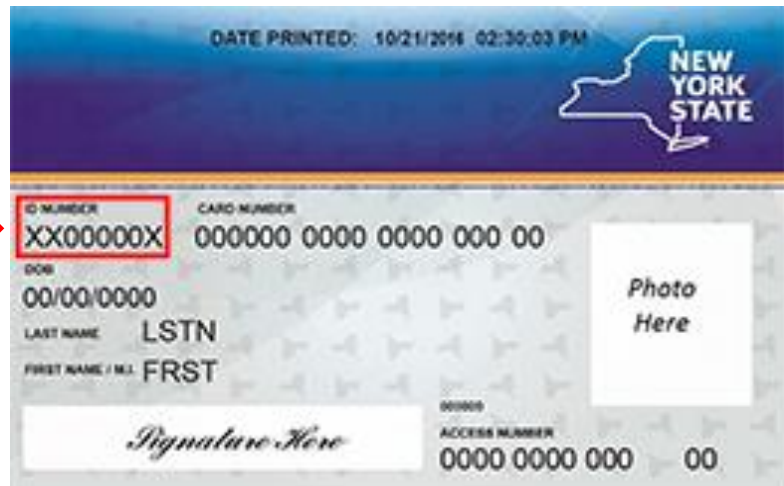 DATE PRINTED: 10/21/2016 02:30:03 PM
NEW
YORK
STATE
ID NUMBER CARD NUMBER
XX00000X 000000 0000 0000 000 00
DOB
00/00/0000
LAST NAME LSTN
FIRST NAME / M.I. FRST
Photo
Here
Signature Here
000000
ACCESS NUMBER
0000 0000 000 00